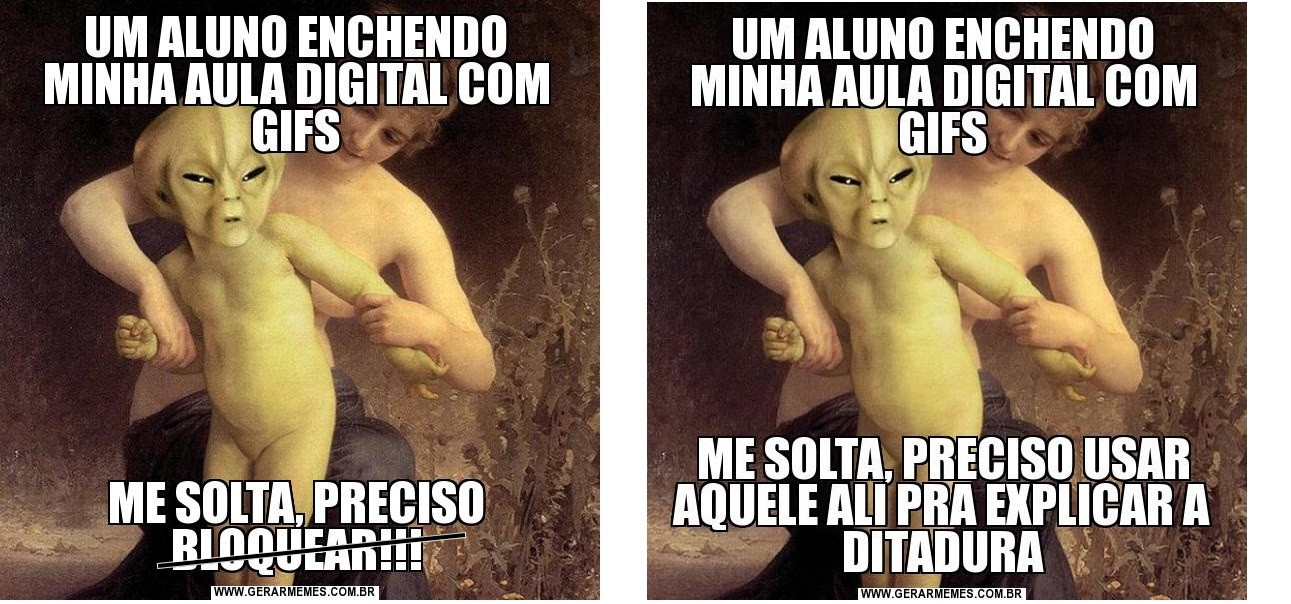 UM ALUNO ENCHENDO
MINHA AULA DIGITAL COM
GIFS
ME SOLTA, PRECISO
BLOQUEAR!!!
WWW.GERARMEMES.COM.BR
UM ALUNO ENCHENDO
MINHA AULA DIGITAL COM
GIFS
ME SOLTA, PRECISO USAR
AQUELE ALI PRA EXPLICAR A
DITADURA
WWW.GERARMEMES.COM.BR